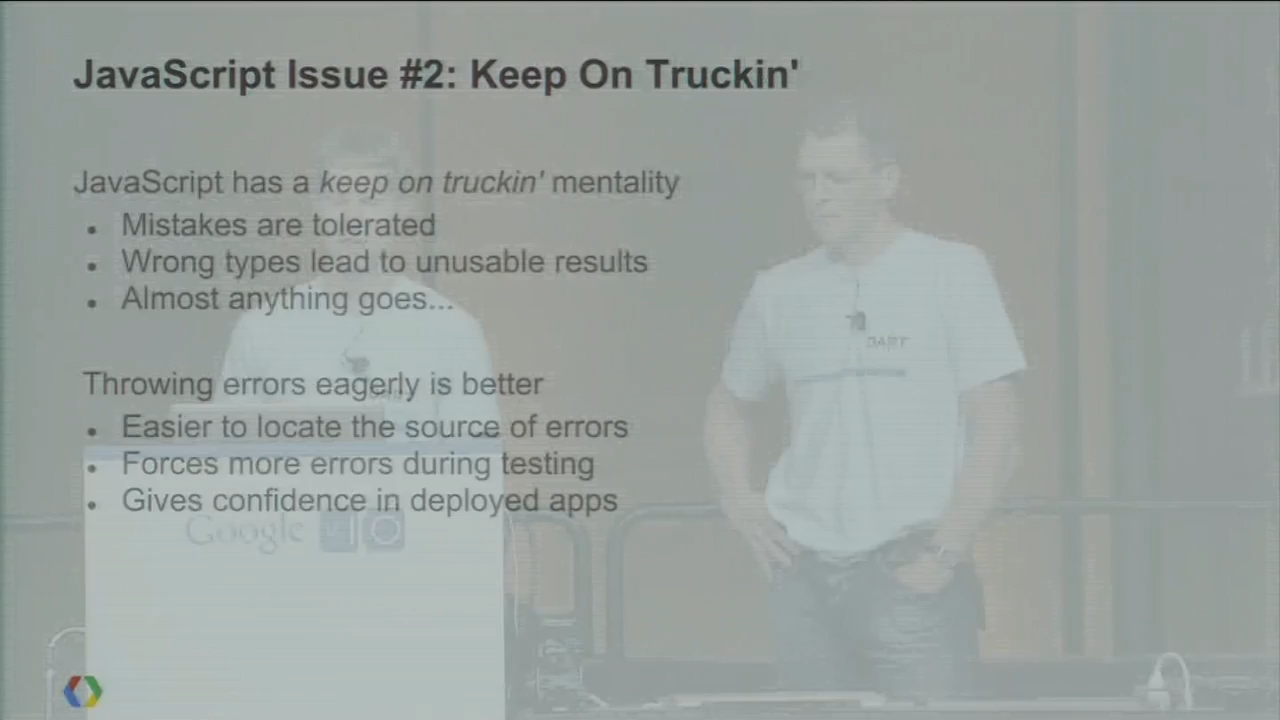 JavaScript Issue #2: Keep On Truckin'
JavaScript has a keep on truckin' mentality
• Mistakes are tolerated
• Wrong types lead to unusable results
• Almost anything goes...
DART
Throwing errors eagerly is better
• Easier to locate the source of errors
• Forces more errors during testing
• Gives confidence in deployed apps
Google IO